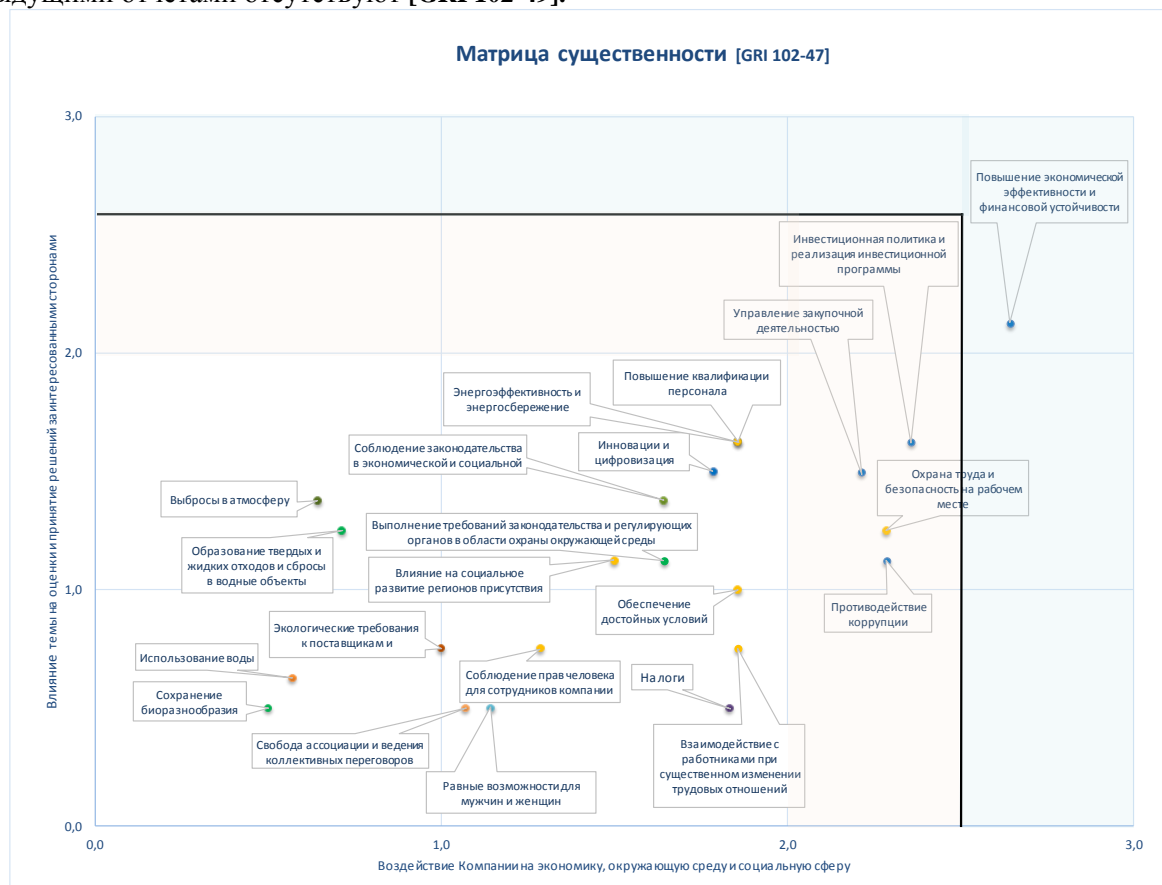 ыдущими отчетами отсутствуют [GRI 102-49].
Матрица существенности [GRI 102-47]
3,0
2,0
1,0
0,0
0,0
1,0
2,0
3,0
Влияние темы на оценки и принятие решений заинтересованными сторонами
Воздействие Компании на экономику, окружающую среду и социальную сферу
Повышение экономической
эффективности и
финансовой устойчивости
Инвестиционная политика и
реализация инвестиционной
программы
Управление закупочной
деятельностью
Повышение квалификации
персонала
Энергоэффективность и
энергосбережение
Инновации и
цифровизация
Соблюдение законодательства
в экономической и социальной
Охрана труда и
безопасность на рабочем
месте
Выбросы в атмосферу
Выполнение требований законодательства и регулирующих
органов в области охраны окружающей среды
Образование твердых и
жидких отходов и сбросы
в водные объекты
Влияние на социальное
развитие регионов присутствия
Обеспечение
достойных условий
Противодействие
коррупции
Экологические требования
к поставщикам и
Использование воды
Соблюдение прав человека
для сотрудников компании
Налоги
Сохранение
биоразнообразия
Свобода ассоциации и ведения
коллективных переговоров
Взаимодействие с
работниками при
существенном изменении
трудовых отношений
Равные возможности для
мужчин и женщин